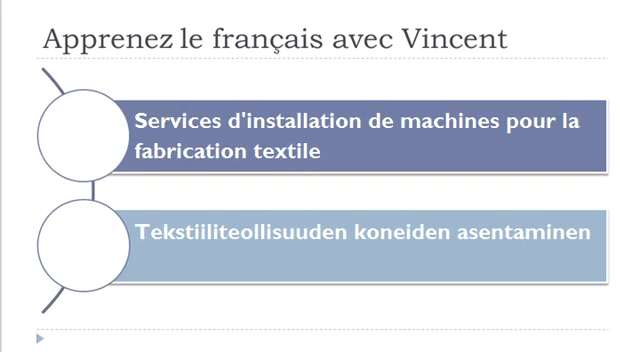 Apprenez le français avec Vincent
Services d'installation de machines pour la
fabrication textile
Tekstiiliteollisuuden koneiden asentaminen